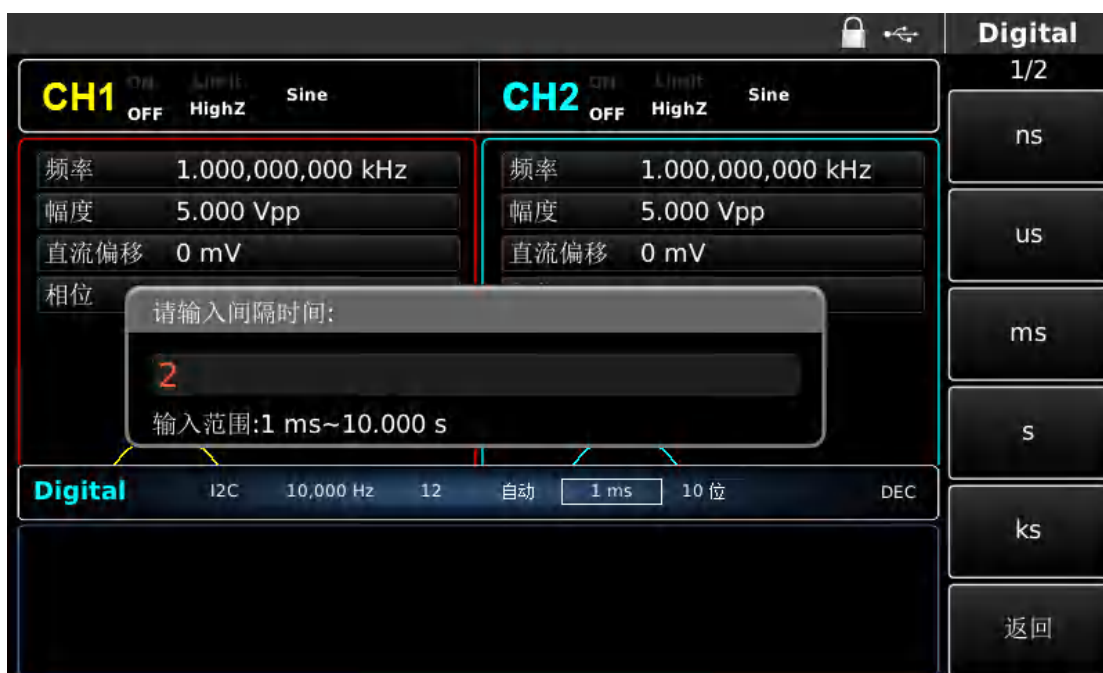 Digital
1/2
CH1 ON OFF Limit HighZ Sine
CH2 ON OFF Limit HighZ Sine
频率 1.000,000,000 kHz
幅度 5.000 Vpp
直流偏移 0 mV
相位
频率 1.000,000,000 kHz
幅度 5.000 Vpp
直流偏移 0 mV
请输入间隔时间:
2
输入范围:1 ms~10.000 s
Digital I2C 10,000 Hz 12 自动 1 ms 10 位 DEC
ns
us
ms
s
ks
返回